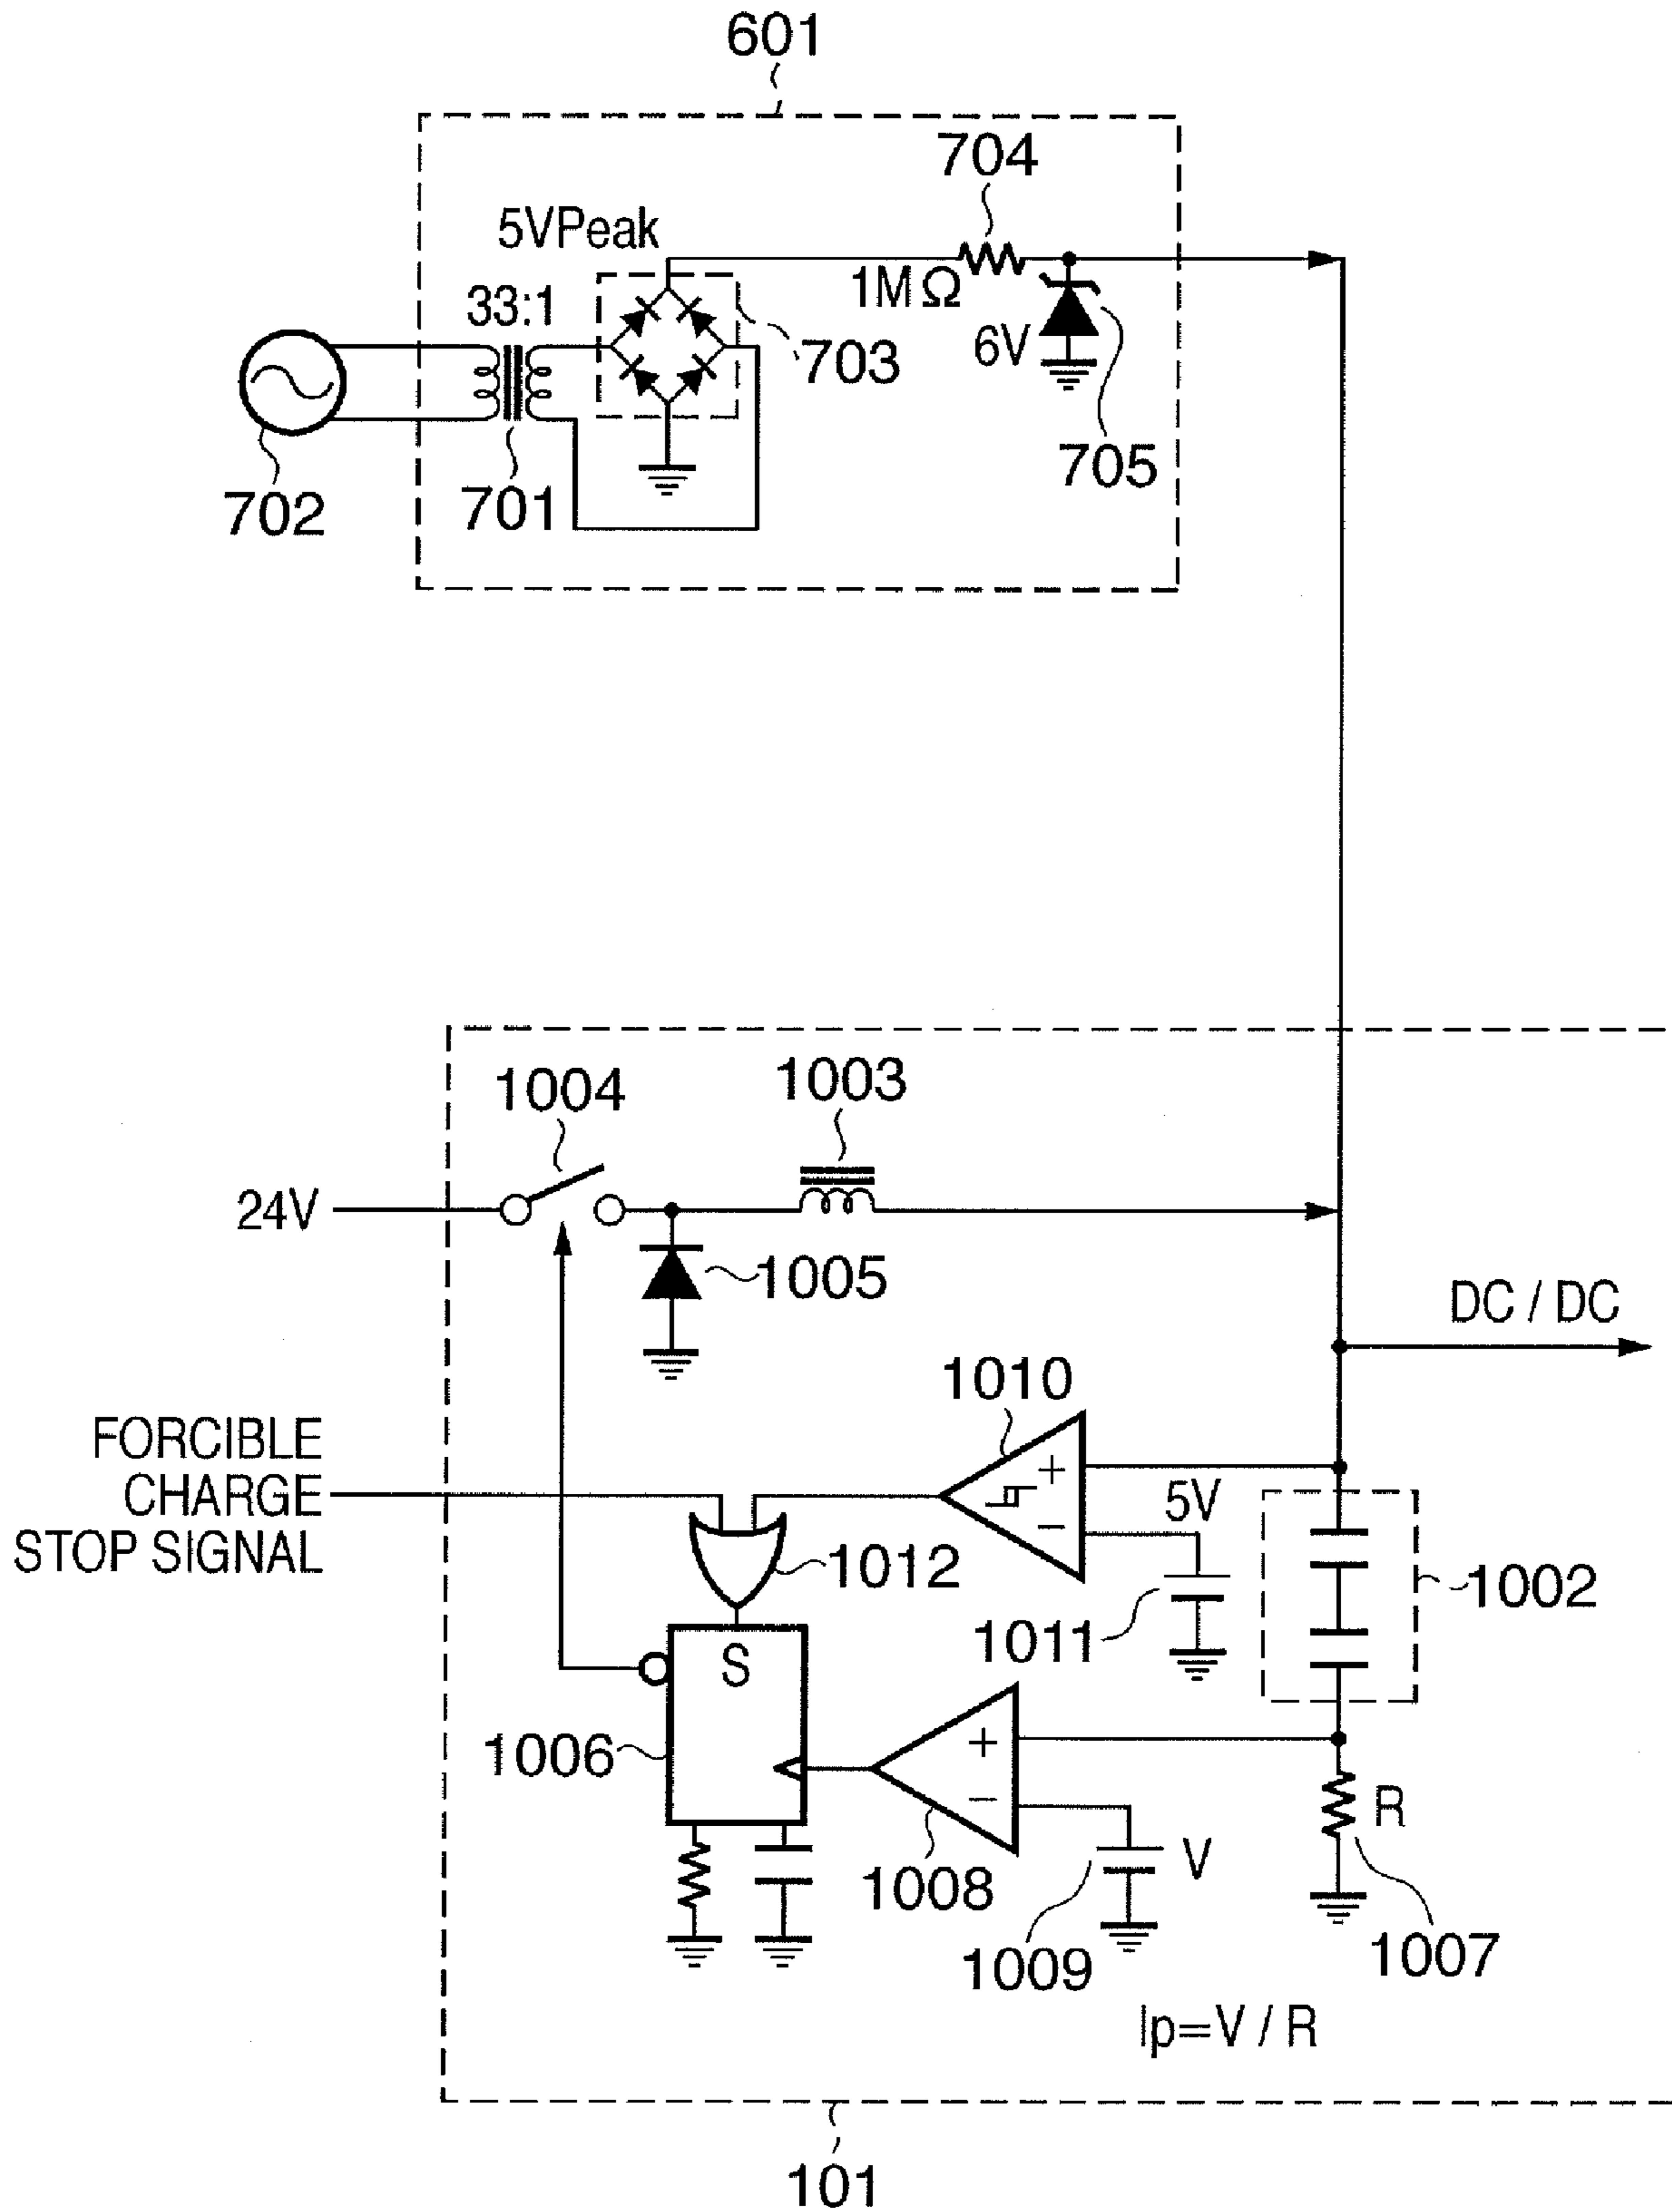 601
704
5VPeak
1MΩ
33:1
6V
703
705
702
701
1004
1003
24V
1005
DC / DC
1010
FORCIBLE
CHARGE
STOP SIGNAL
+
−
5V
1012
1002
1011
S
1006
+
−
R
1008
V
1009
1007
Ip=V / R
101